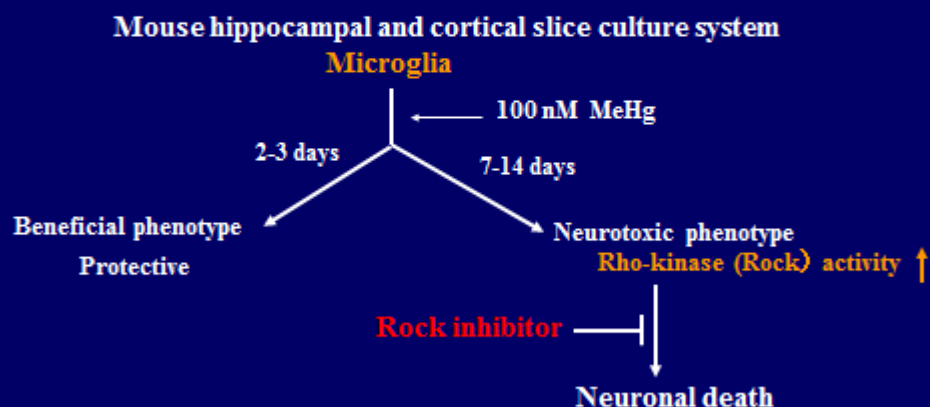 Mouse hippocampal and cortical slice culture system
Microglia
100 nM MeHg
2-3 days
7-14 days
Beneficial phenotype
Protective
Neurotoxic phenotype
Rho-kinase (Rock) activity ↑
Rock inhibitor
Neuronal death